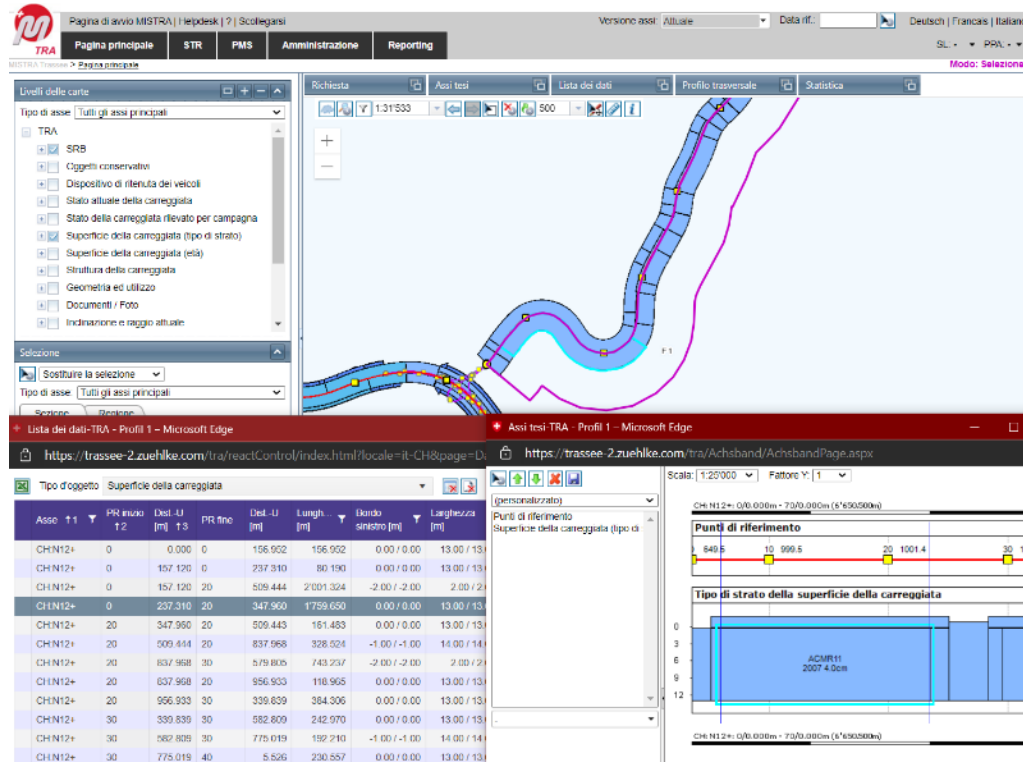 Pagina di avvio MISTRA | Helpdesk | ? | Scollegarsi
Versione assi: Attuale Data rif.: Deutsch | Francais | Italiano
TRA
Pagina principale STR PMS Amministrazione Reporting
SL: - PPA: -
MISTRA Trassee > Pagina principale
Modo: Selezione
Livelli delle carte
Tipo di asse Tutti gli assi principali
TRA
SRB
Oggetti conservativi
Dispositivo di ritenuta dei veicoli
Stato attuale della carreggiata
Stato della carreggiata rilevato per campagna
Superficie della carreggiata (tipo di strato)
Superficie della carreggiata (età)
Struttura della carreggiata
Geometria ed utilizzo
Documenti / Foto
Inclinazione e raggio attuale
Selezione
Sostituire la selezione
Tipo di asse Tutti gli assi principali
Sezione Regione
Richiesta Assi tesi Lista dei dati Profilo trasversale Statistica
1:31'533 500
+
−
F1
Lista dei dati-TRA - Profil 1 – Microsoft Edge
https://trassee-2.zuehlke.com/tra/reactControl/index.html?locale=it-CH&page=Da
Tipo d'oggetto Superficie della carreggiata
Asse ↑1 PR inizio ↑2 Dist.-U [m] ↑3 PR fine Dist.-U [m] Lungh... [m] Bordo sinistro [m] Larghezza [m]
CH:N12+ 0 0.000 0 156.952 156.952 0.00 / 0.00 13.00 / 13.
CH:N12+ 0 157.120 0 237.310 80.190 0.00 / 0.00 13.00 / 13.
CH:N12+ 0 157.120 20 509.444 2'001.324 -2.00 / -2.00 2.00 / 2.
CH:N12+ 0 237.310 20 347.960 1'759.650 0.00 / 0.00 13.00 / 13.
CH:N12+ 20 347.960 20 509.443 161.483 0.00 / 0.00 13.00 / 13.
CH:N12+ 20 509.444 20 837.968 328.524 -1.00 / -1.00 14.00 / 14
CH:N12+ 20 837.968 30 579.805 743.237 -2.00 / -2.00 2.00 / 2.
CH:N12+ 20 837.968 20 956.933 118.965 0.00 / 0.00 13.00 / 13.
CH:N12+ 20 956.933 30 339.839 384.306 0.00 / 0.00 13.00 / 13.
CH:N12+ 30 339.839 30 582.809 242.970 0.00 / 0.00 13.00 / 13.
CH:N12+ 30 582.809 30 775.019 192.210 -1.00 / -1.00 14.00 / 14
CH:N12+ 30 775.019 40 5.526 230.557 0.00 / 0.00 13.00 / 13.
Assi tesi-TRA - Profil 1 – Microsoft Edge
https://trassee-2.zuehlke.com/tra/Achsband/AchsbandPage.aspx
Scala: 1:25'000 Fattore Y: 1
(personalizzato)
Punti di riferimento
Superficie della carreggiata (tipo di
CH: N12+: 0/0.000m - 70/0.000m (6'650.500m)
Punti di riferimento
649.5 10 999.5 20 1001.4 30
Tipo di strato della superficie della carreggiata
0
3
6
9
12
ACMR11
2007 4.0cm
CH: N12+: 0/0.000m - 70/0.000m (6'650.500m)